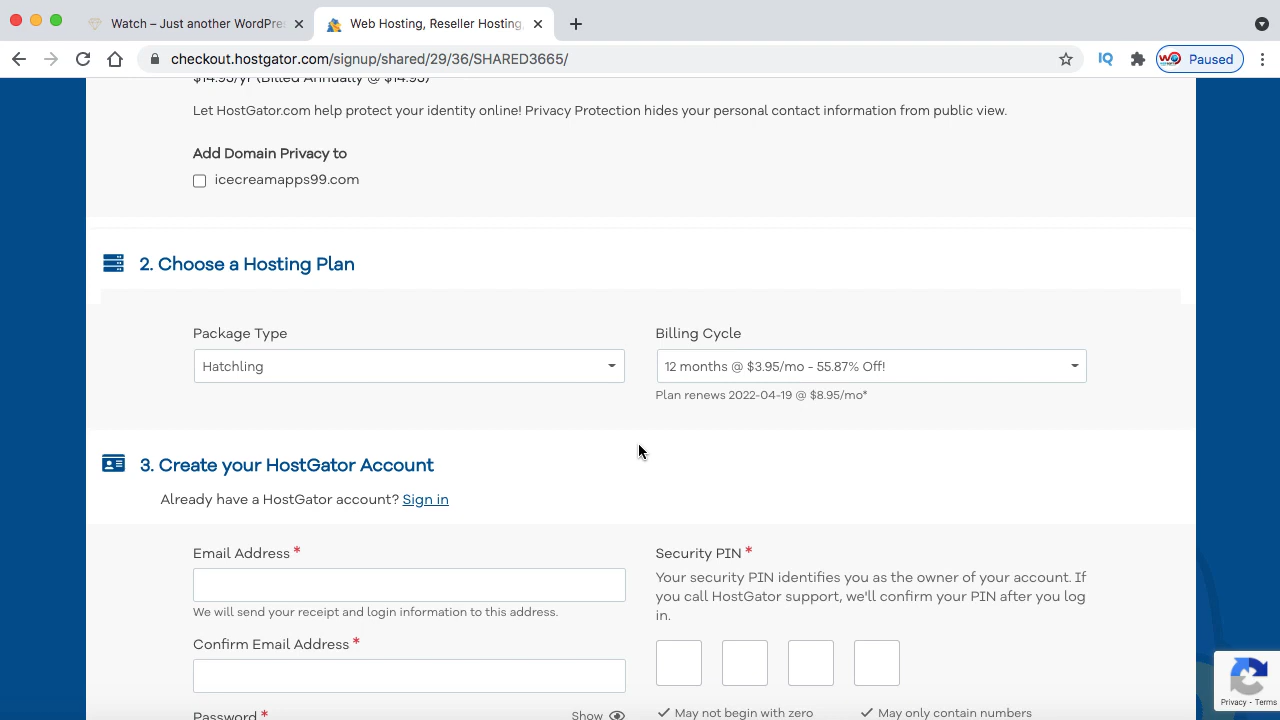 Watch – Just another WordPre
Web Hosting, Reseller Hosting,
checkout.hostgator.com/signup/shared/29/36/SHARED3665/
IQ
Paused
$14.95/yr (Billed Annually @ $14.95)
Let HostGator.com help protect your identity online! Privacy Protection hides your personal contact information from public view.
Add Domain Privacy to
icecreamapps99.com
2. Choose a Hosting Plan
Package Type
Billing Cycle
Hatchling
12 months @ $3.95/mo - 55.87% Off!
Plan renews 2022-04-19 @ $8.95/mo*
3. Create your HostGator Account
Already have a HostGator account? Sign in
Email Address *
Security PIN *
Your security PIN identifies you as the owner of your account. If
you call HostGator support, we'll confirm your PIN after you log
in.
We will send your receipt and login information to this address.
Confirm Email Address *
Password *
Show
May not begin with zero
May only contain numbers
Privacy - Terms